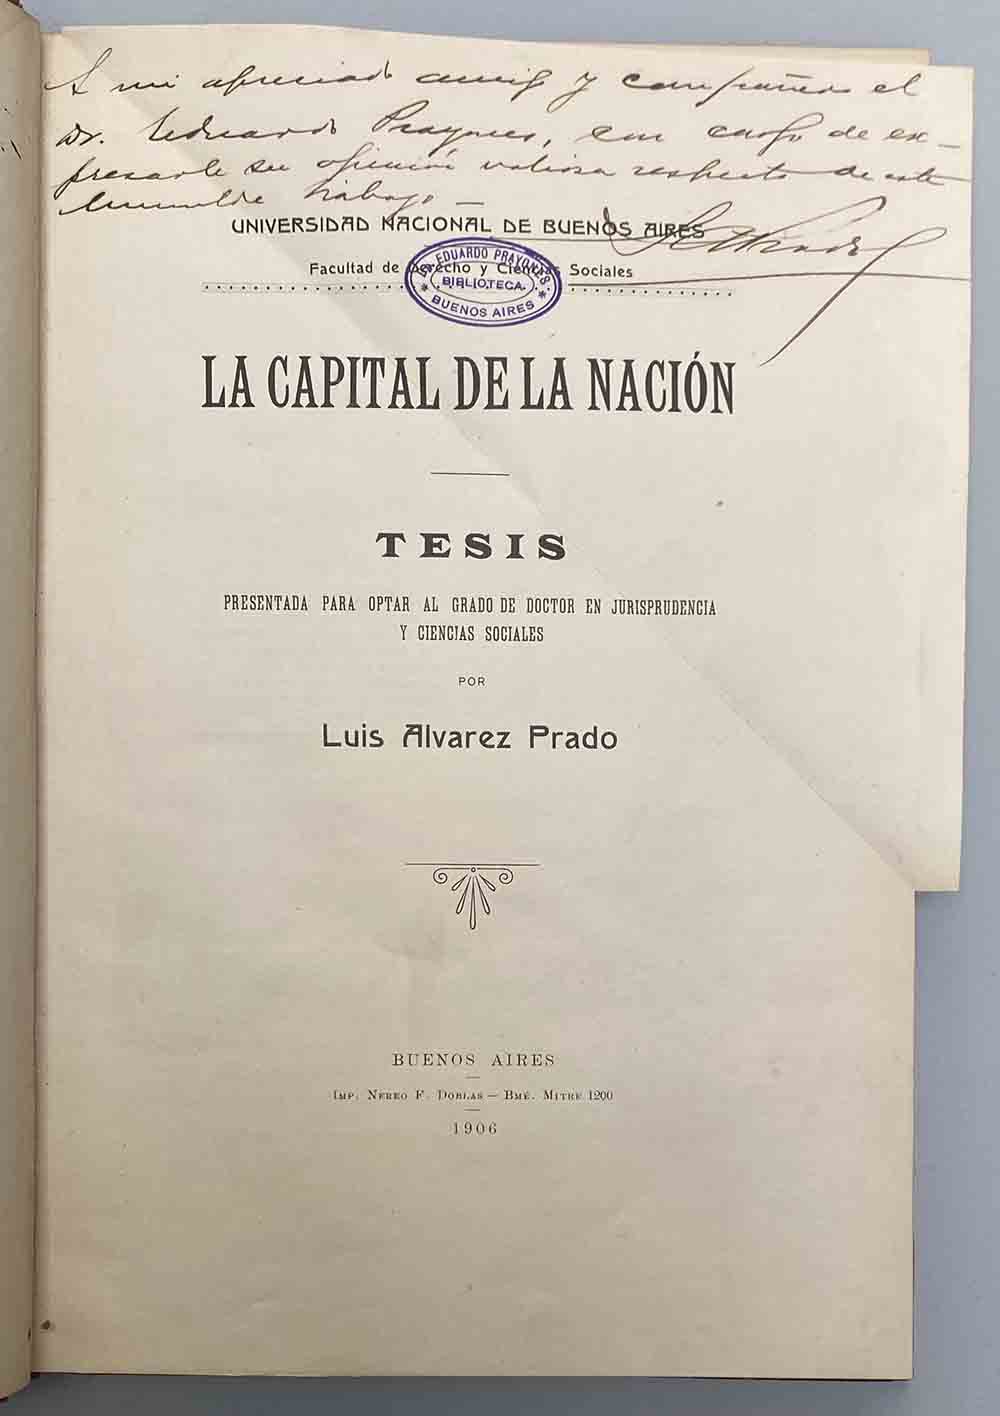 A mi apreciado amigo y compañero el
Dr. Eduardo Prayones, con cargo de ex-
presarle su opinión valiosa respecto de este
humilde trabajo —
UNIVERSIDAD NACIONAL DE BUENOS AIRES
Facultad de Derecho y Ciencias Sociales
Dr. EDUARDO PRAYONES
BIBLIOTECA
* BUENOS AIRES *
LA CAPITAL DE LA NACIÓN
TESIS
PRESENTADA PARA OPTAR AL GRADO DE DOCTOR EN JURISPRUDENCIA
Y CIENCIAS SOCIALES
POR
Luis Alvarez Prado
BUENOS AIRES
IMP. NEREO F. DOBLAS — BMÉ. MITRE 1200
1906